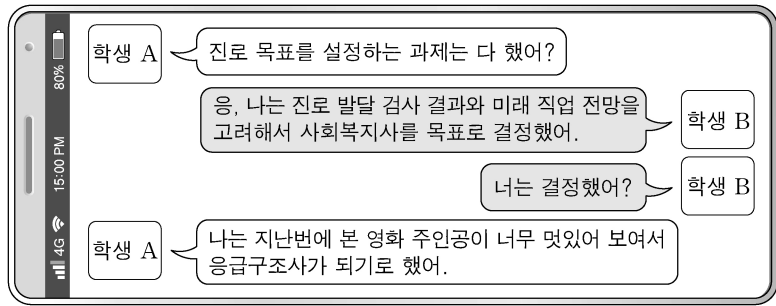 80%
15:00 PM
4G
학생 A
진로 목표를 설정하는 과제는 다 했어?
응, 나는 진로 발달 검사 결과와 미래 직업 전망을
고려해서 사회복지사를 목표로 결정했어.
학생 B
너는 결정했어?
학생 B
학생 A
나는 지난번에 본 영화 주인공이 너무 멋있어 보여서
응급구조사가 되기로 했어.